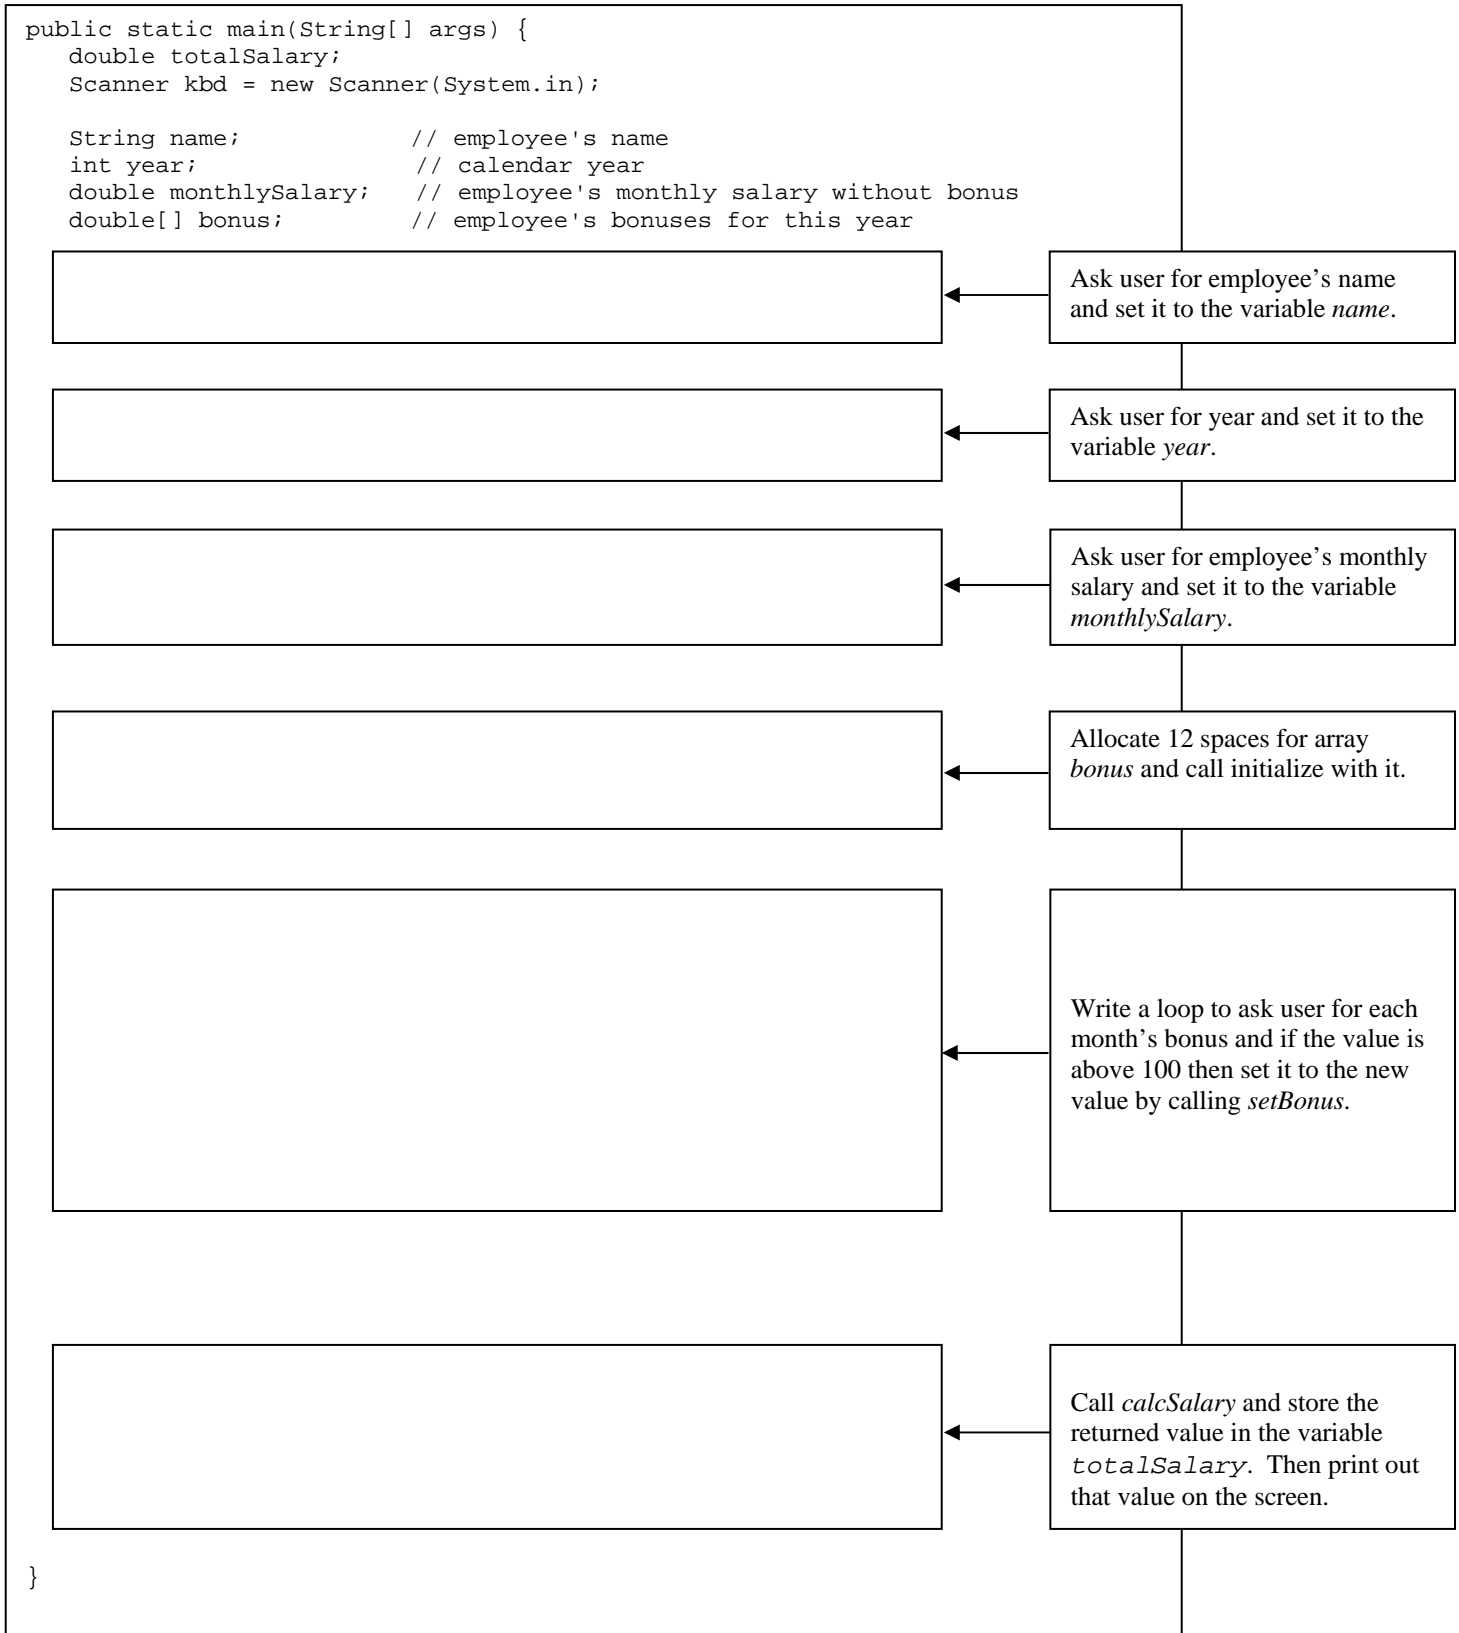 public static main(String[] args) {
double totalSalary;
Scanner kbd = new Scanner(System.in);
String name; // employee's name
int year; // calendar year
double monthlySalary; // employee's monthly salary without bonus
double[] bonus; // employee's bonuses for this year
Ask user for employee’s name
and set it to the variable name.
Ask user for year and set it to the
variable year.
Ask user for employee’s monthly
salary and set it to the variable
monthlySalary.
Allocate 12 spaces for array
bonus and call initialize with it.
Write a loop to ask user for each
month’s bonus and if the value is
above 100 then set it to the new
value by calling setBonus.
Call calcSalary and store the
returned value in the variable
totalSalary. Then print out
that value on the screen.
}